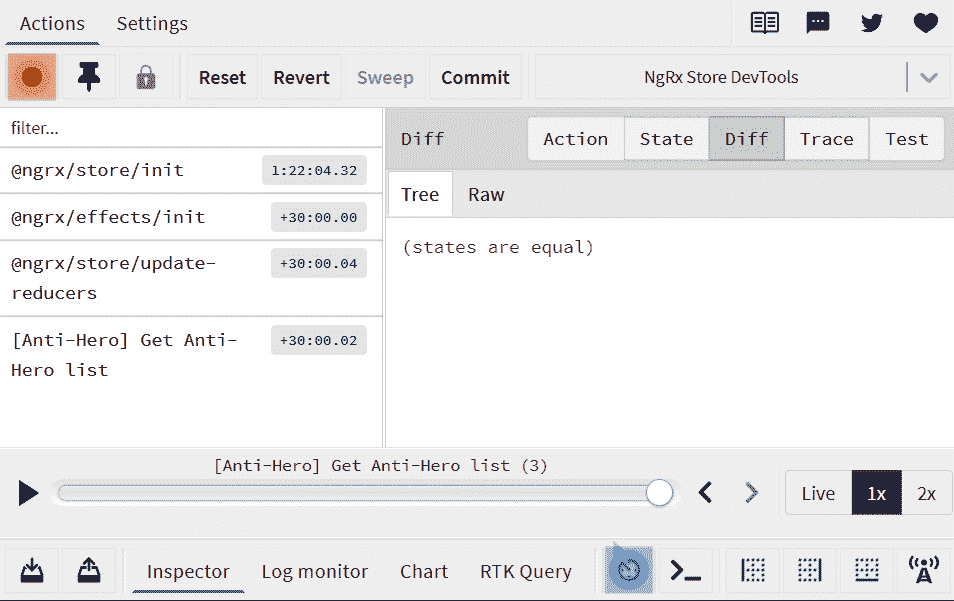 Actions Settings
Reset Revert Sweep Commit NgRx Store DevTools
filter...
Diff Action State Diff Trace Test
@ngrx/store/init 1:22:04.32
Tree Raw
@ngrx/effects/init +30:00.00
(states are equal)
@ngrx/store/update-
reducers +30:00.04
[Anti-Hero] Get Anti-
Hero list +30:00.02
[Anti-Hero] Get Anti-Hero list (3)
Live 1x 2x
Inspector Log monitor Chart RTK Query